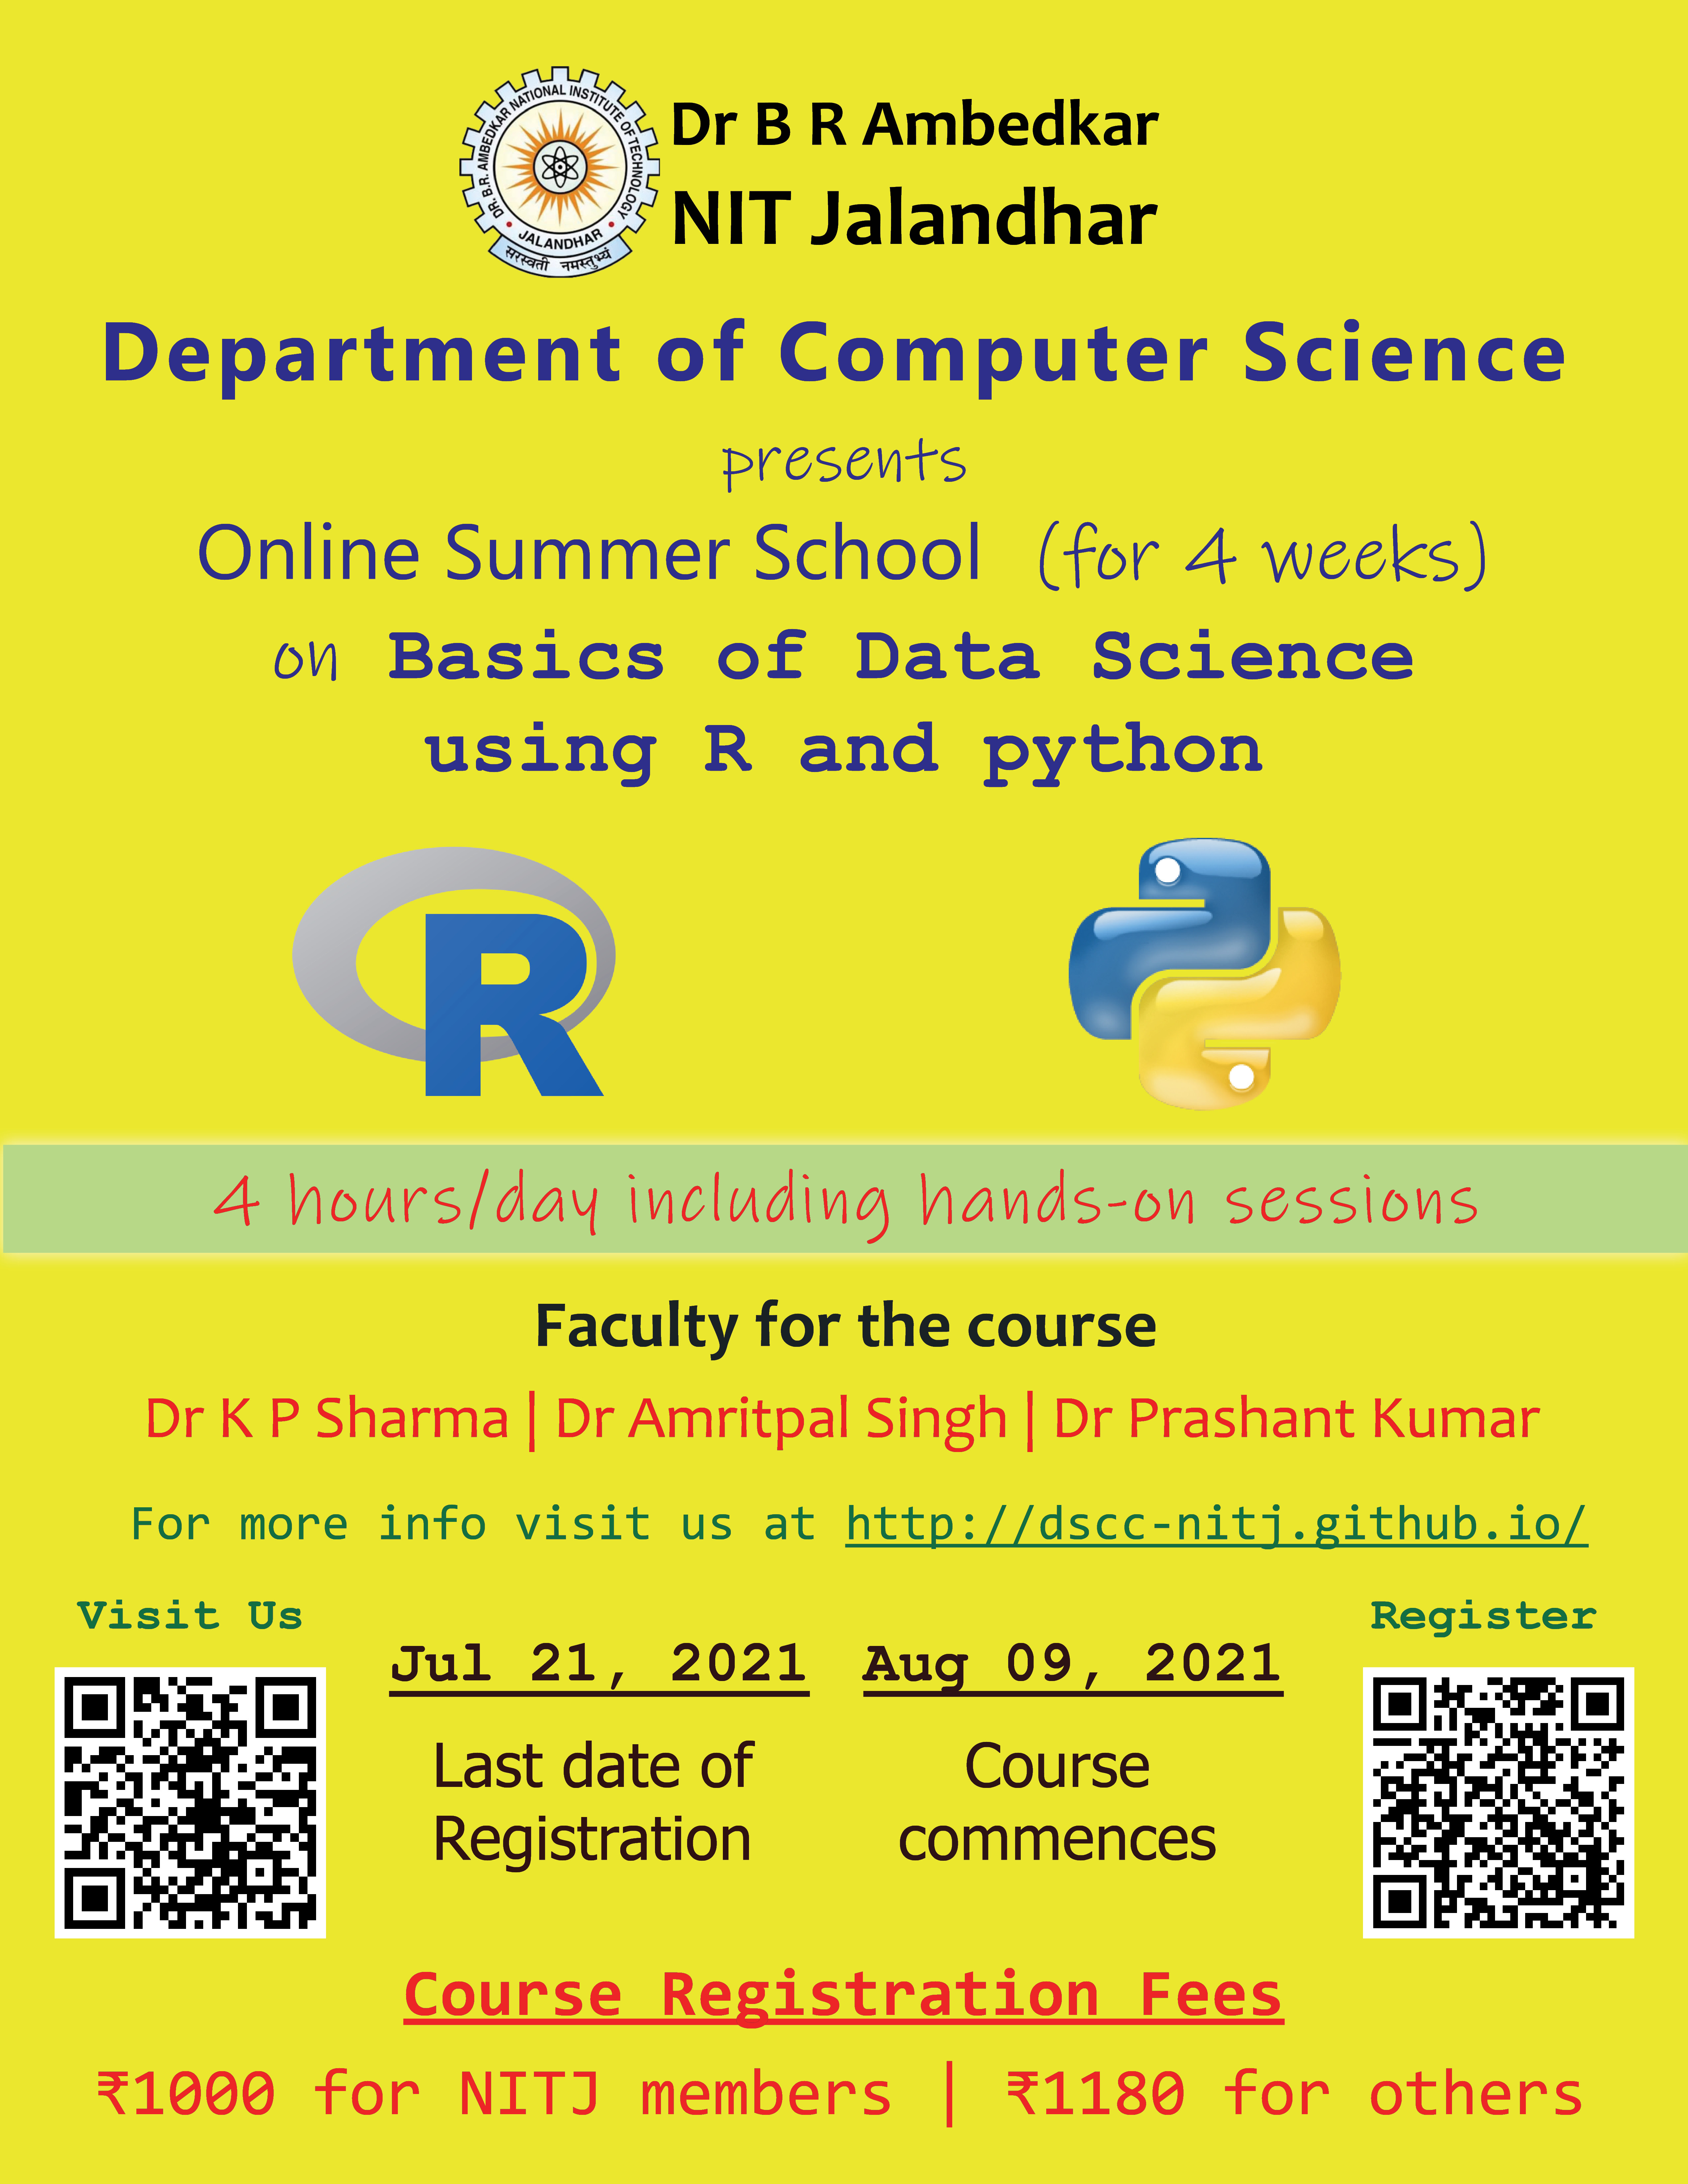 DR. B.R. AMBEDKAR NATIONAL INSTITUTE OF TECHNOLOGY
JALANDHAR
सरस्वती नमस्तुभ्यं
Dr B R Ambedkar
NIT Jalandhar
Department of Computer Science
presents
Online Summer School (for 4 weeks)
on Basics of Data Science
using R and python
R
4 hours/day including hands-on sessions
Faculty for the course
Dr K P Sharma | Dr Amritpal Singh | Dr Prashant Kumar
For more info visit us at http://dscc-nitj.github.io/
Visit Us
Register
Jul 21, 2021
Last date of
Registration
Aug 09, 2021
Course
commences
Course Registration Fees
₹1000 for NITJ members | ₹1180 for others